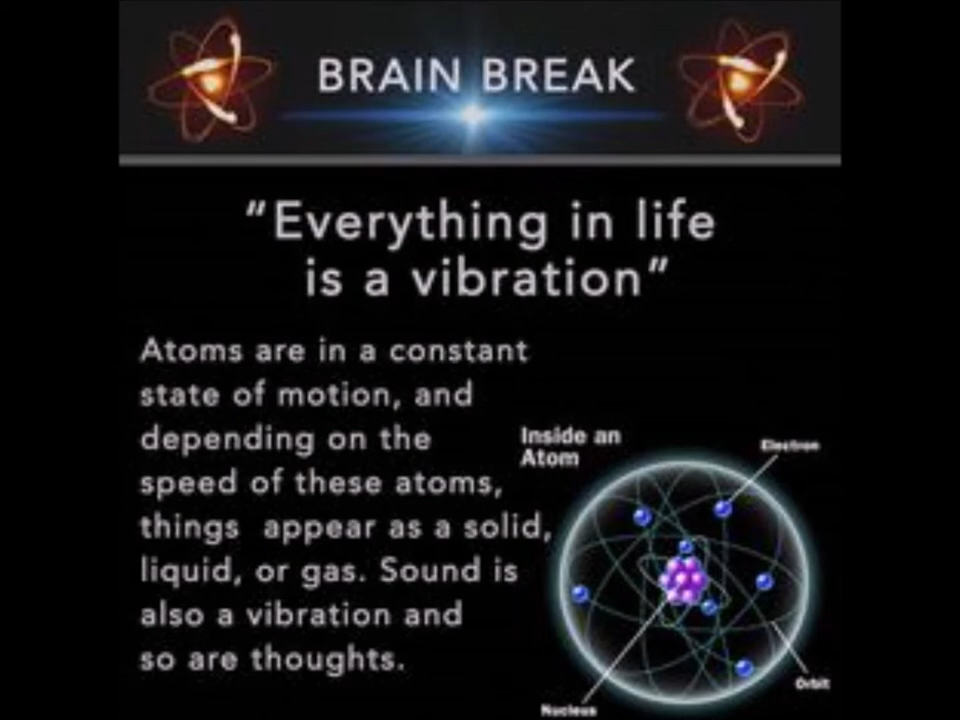 BRAIN BREAK
“Everything in life
is a vibration”
Atoms are in a constant
state of motion, and
depending on the
speed of these atoms,
things appear as a solid,
liquid, or gas. Sound is
also a vibration and
so are thoughts.
Inside an
Atom
Electron
Orbit
Nucleus